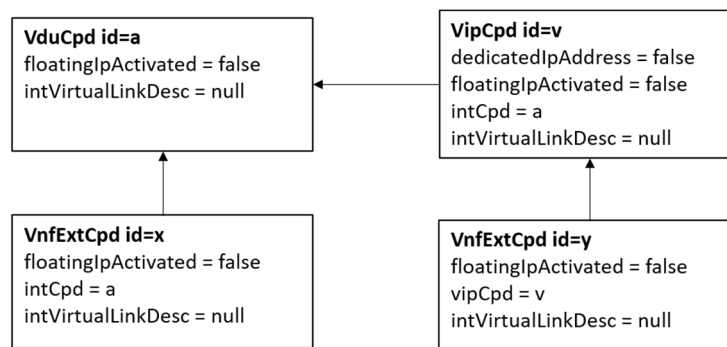 VduCpd id=a
floatingIpActivated = false
intVirtualLinkDesc = null
VipCpd id=v
dedicatedIpAddress = false
floatingIpActivated = false
intCpd = a
intVirtualLinkDesc = null
VnfExtCpd id=x
floatingIpActivated = false
intCpd = a
intVirtualLinkDesc = null
VnfExtCpd id=y
floatingIpActivated = false
vipCpd = v
intVirtualLinkDesc = null